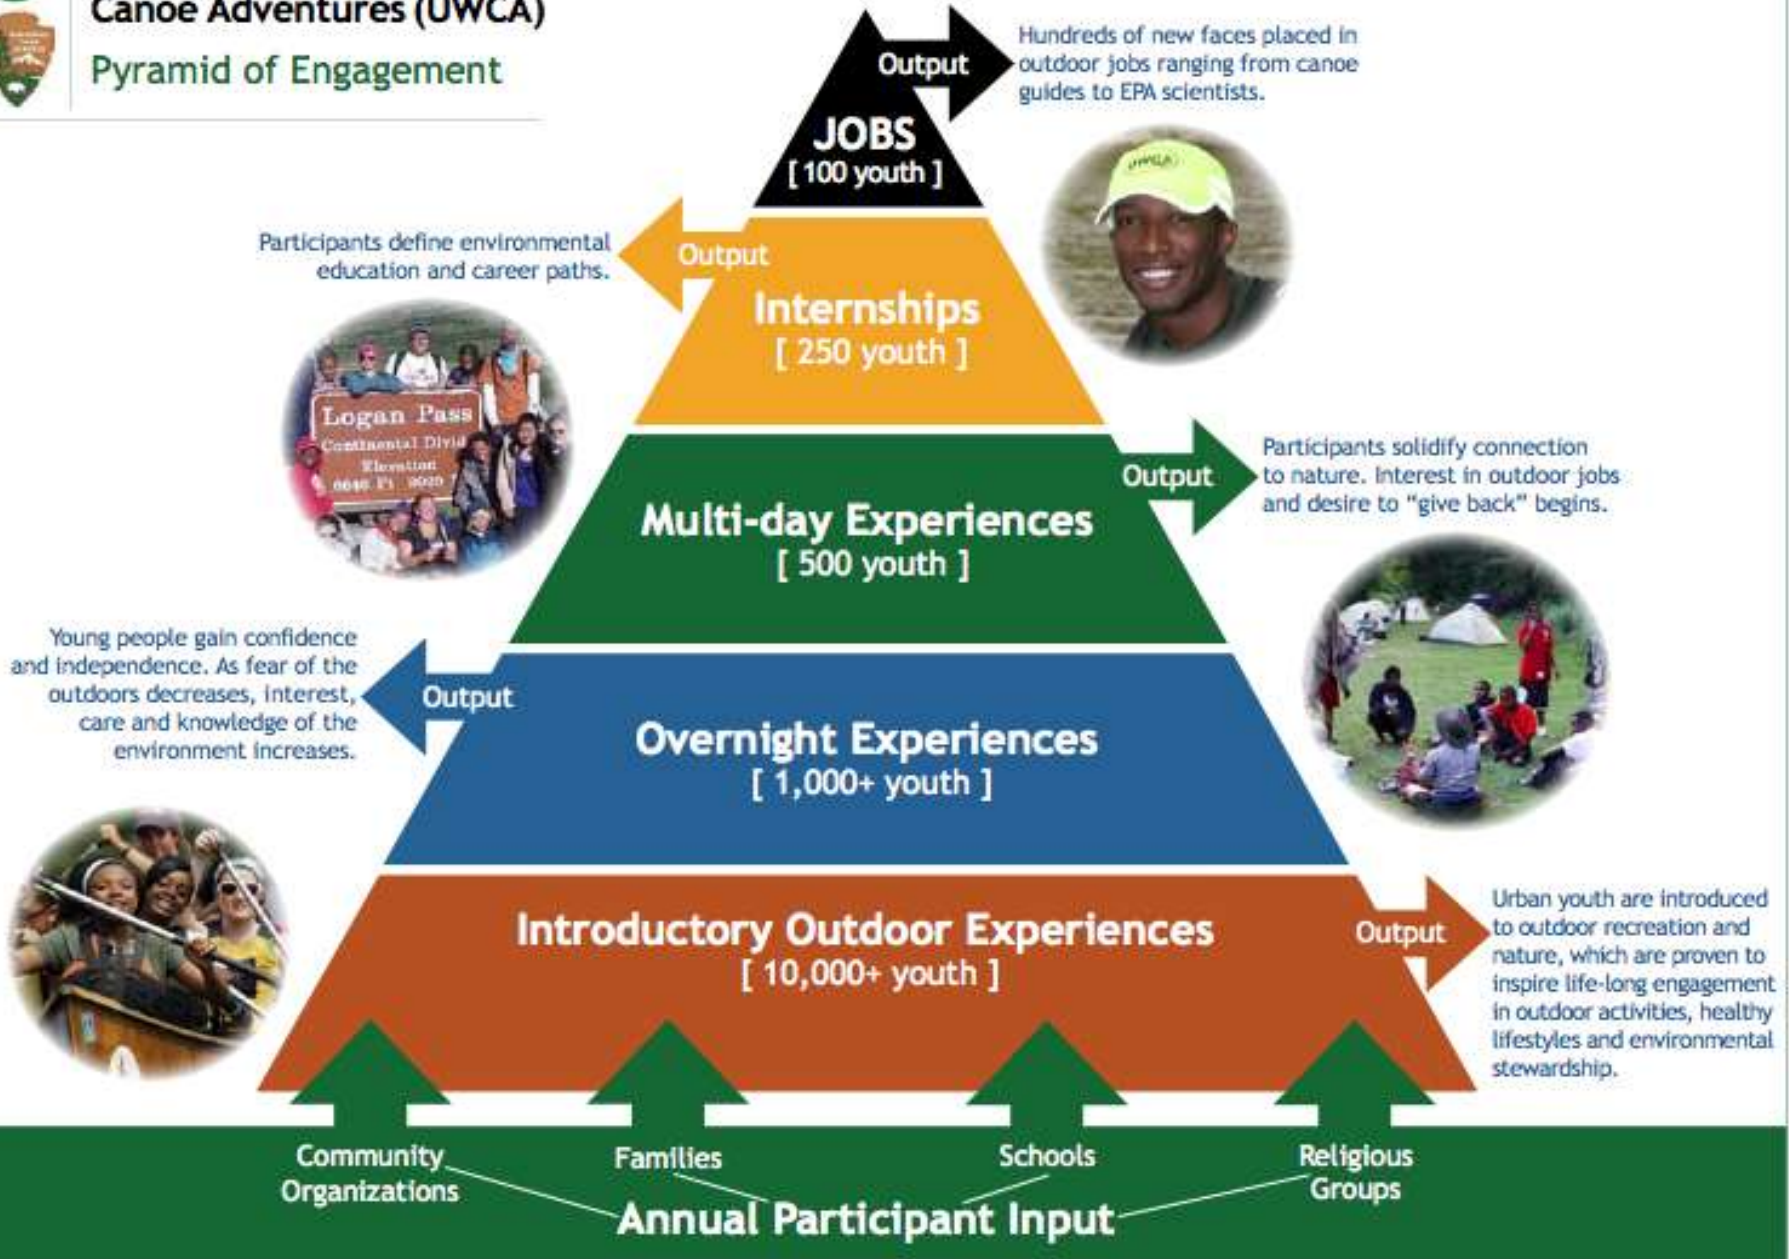 Canoe Adventures (UWCA)
Pyramid of Engagement
Output
Hundreds of new faces placed in
outdoor jobs ranging from canoe
guides to EPA scientists.
JOBS
[ 100 youth ]
UWCA
Participants define environmental
education and career paths.
Output
Internships
[ 250 youth ]
Logan Pass
Continental Divid
Elevation
Output
Participants solidify connection
to nature. Interest in outdoor jobs
and desire to “give back” begins.
Multi-day Experiences
[ 500 youth ]
Young people gain confidence
and independence. As fear of the
outdoors decreases, interest,
care and knowledge of the
environment increases.
Output
Overnight Experiences
[ 1,000+ youth ]
Introductory Outdoor Experiences
[ 10,000+ youth ]
Output
Urban youth are introduced
to outdoor recreation and
nature, which are proven to
inspire life-long engagement
in outdoor activities, healthy
lifestyles and environmental
stewardship.
Community
Organizations
Families
Schools
Religious
Groups
Annual Participant Input